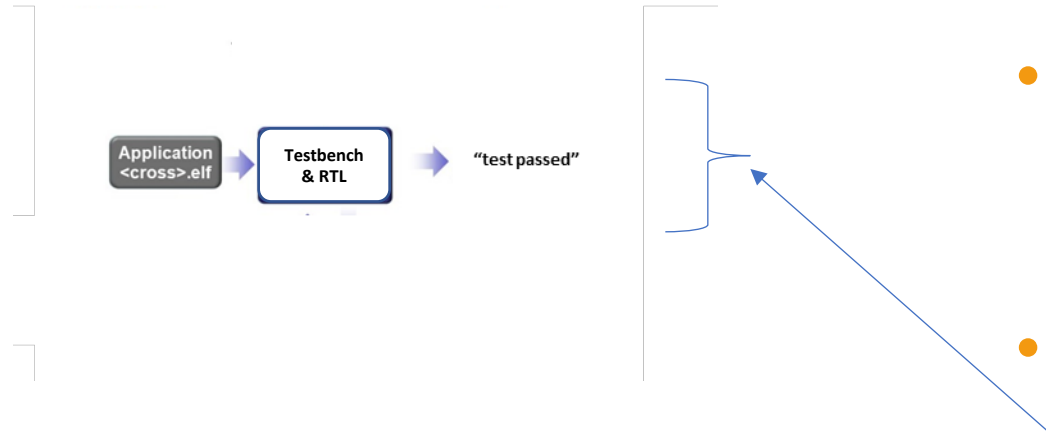 Application
<cross>.elf
Testbench
& RTL
“test passed”